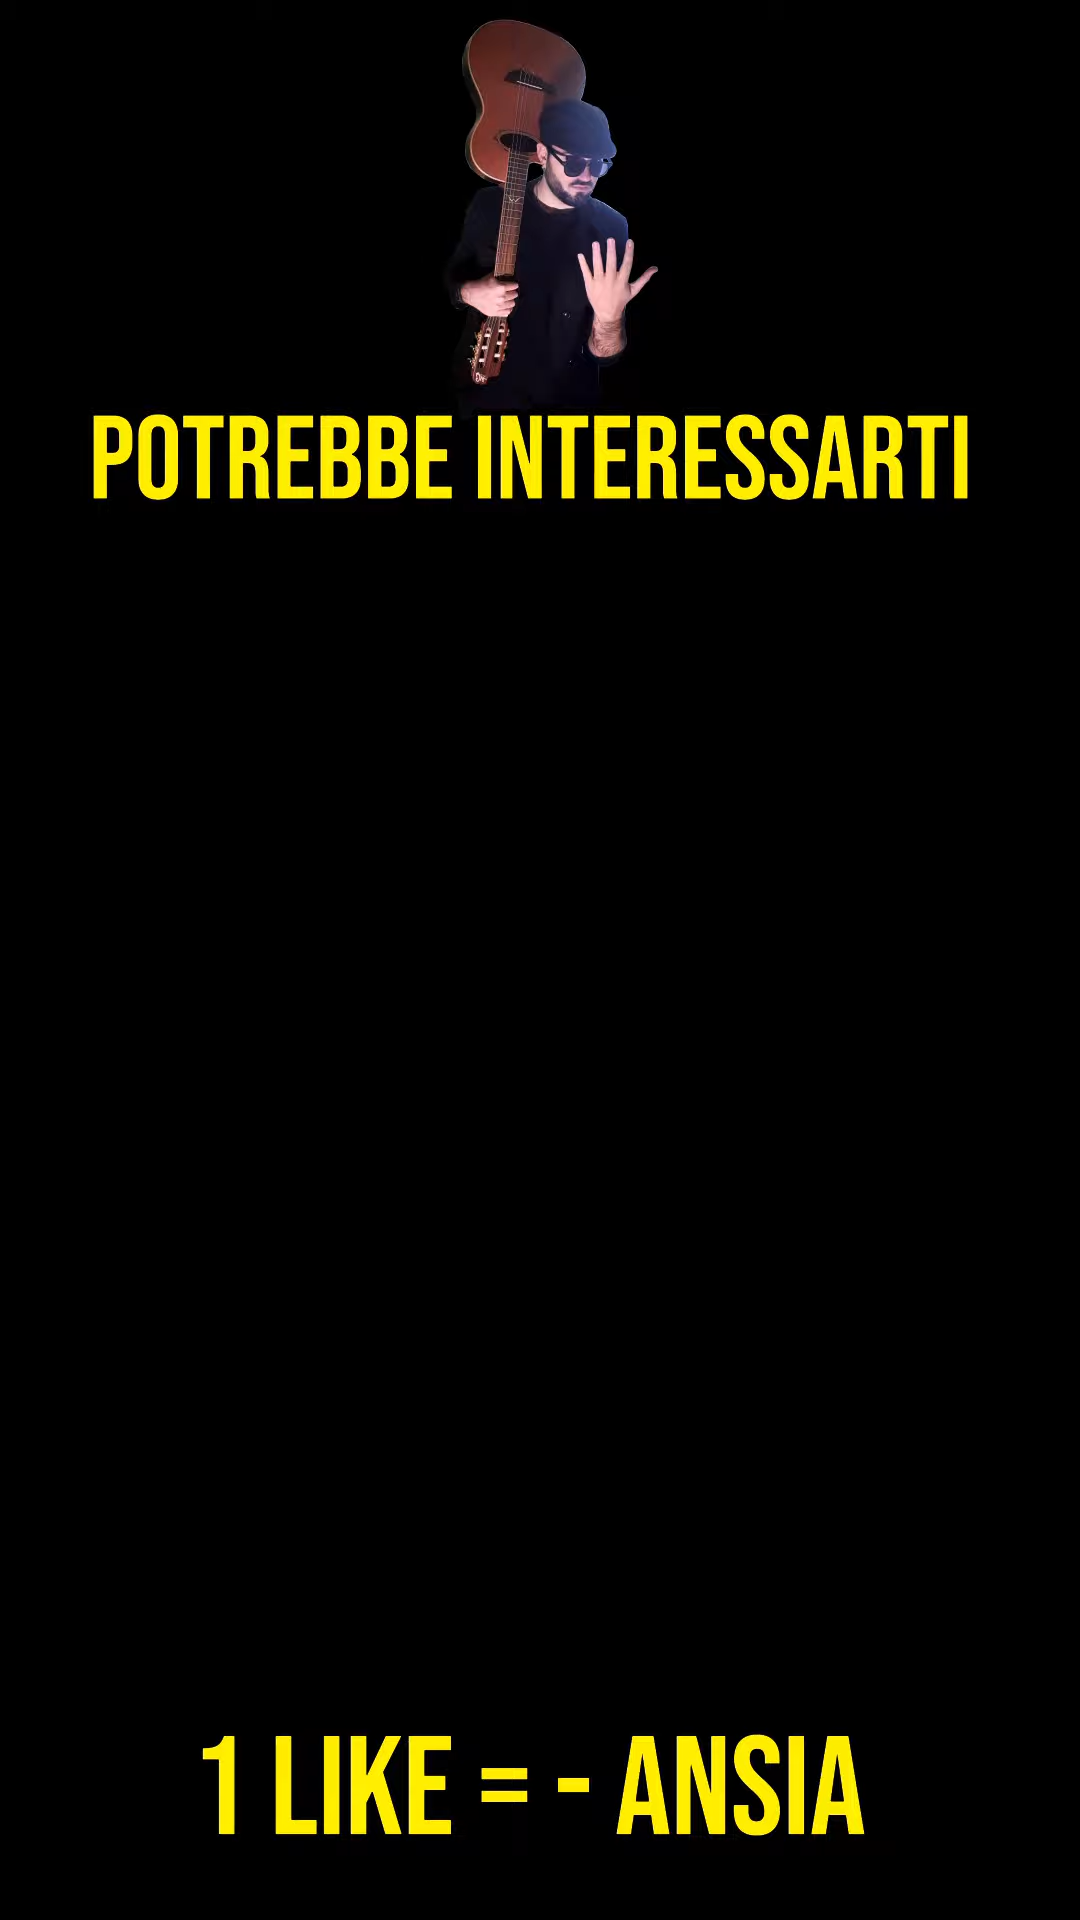 POTREBBE INTERESSARTI
1 LIKE = - ANSIA